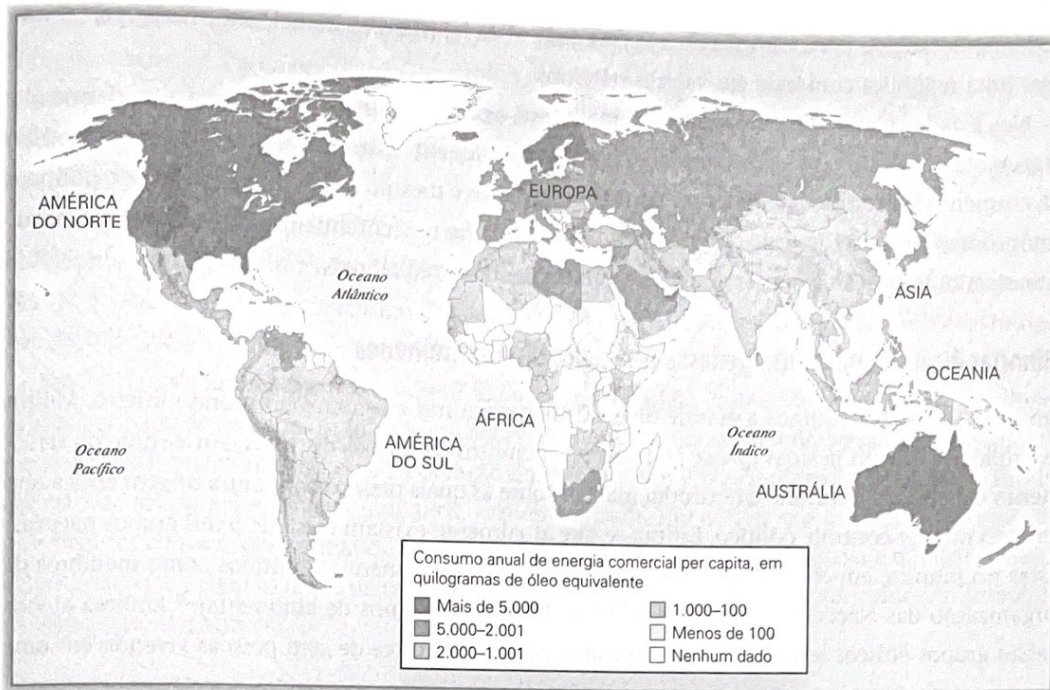 AMÉRICA
DO NORTE
EUROPA
Oceano
Atlântico
ÁSIA
OCEANIA
ÁFRICA
AMÉRICA
DO SUL
Oceano
Índico
Oceano
Pacífico
AUSTRÁLIA
Consumo anual de energia comercial per capita, em
quilogramas de óleo equivalente
Mais de 5.000
1.000–100
5.000–2.001
Menos de 100
2.000–1.001
Nenhum dado